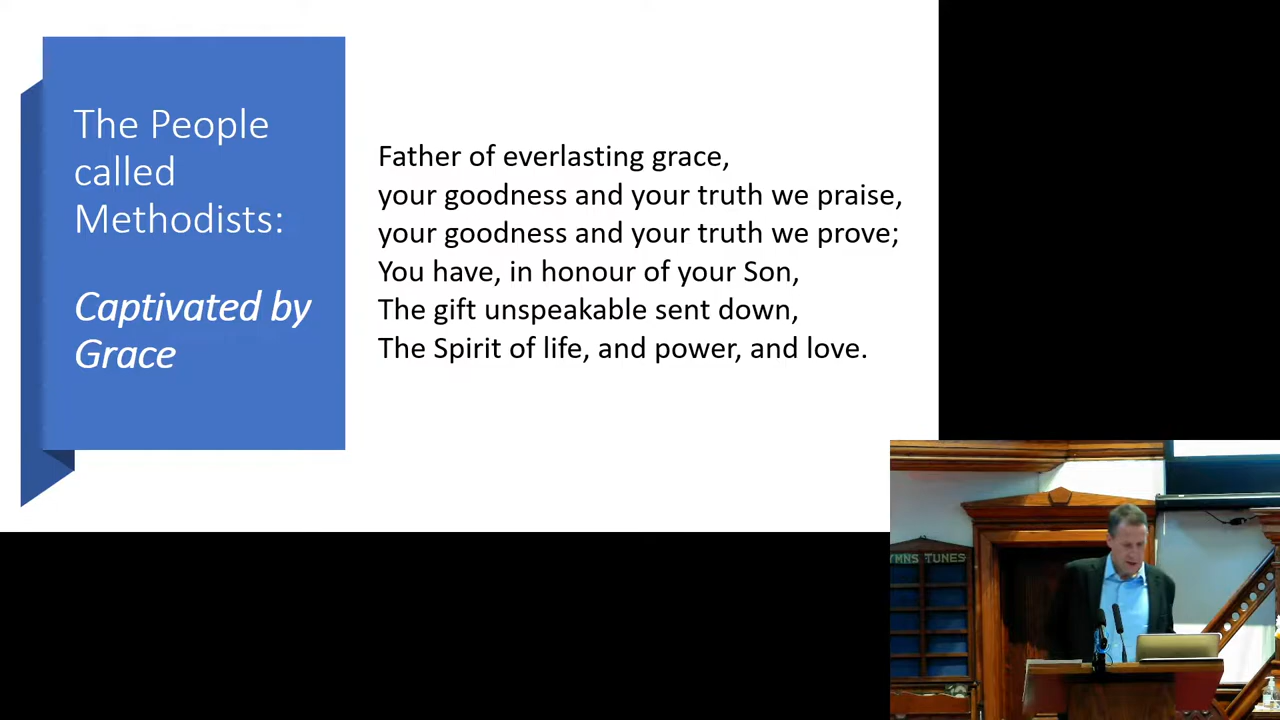 The People
called
Methodists:
Captivated by
Grace
Father of everlasting grace,
your goodness and your truth we praise,
your goodness and your truth we prove;
You have, in honour of your Son,
The gift unspeakable sent down,
The Spirit of life, and power, and love.
YMNS TUNES